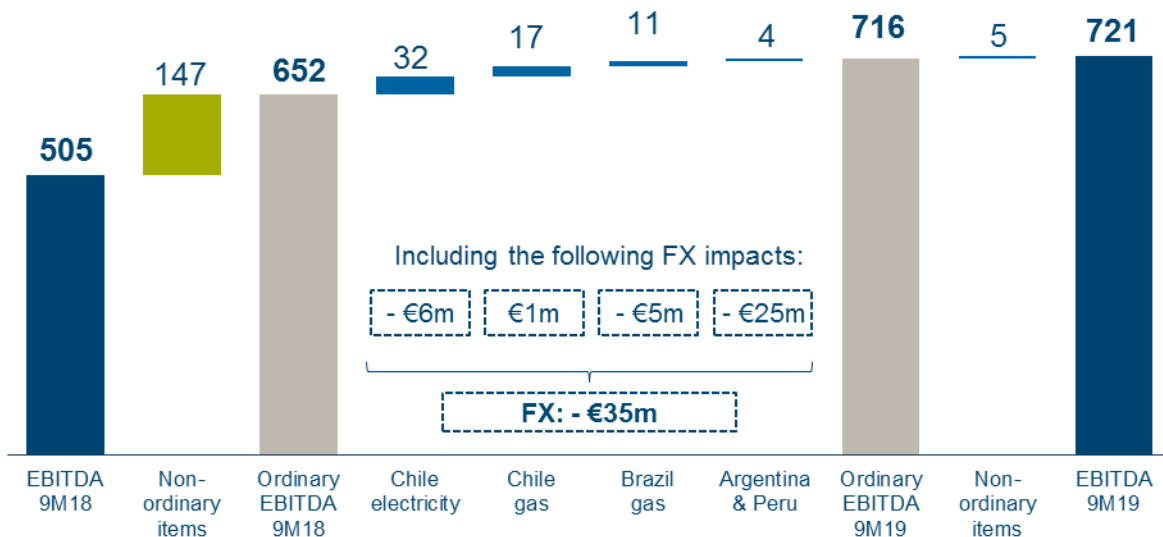 505
147
652
32
17
11
4
716
5
721
Including the following FX impacts:
- €6m
€1m
- €5m
- €25m
FX: - €35m
EBITDA
9M18
Non-
ordinary
items
Ordinary
EBITDA
9M18
Chile
electricity
Chile
gas
Brazil
gas
Argentina
& Peru
Ordinary
EBITDA
9M19
Non-
ordinary
items
EBITDA
9M19